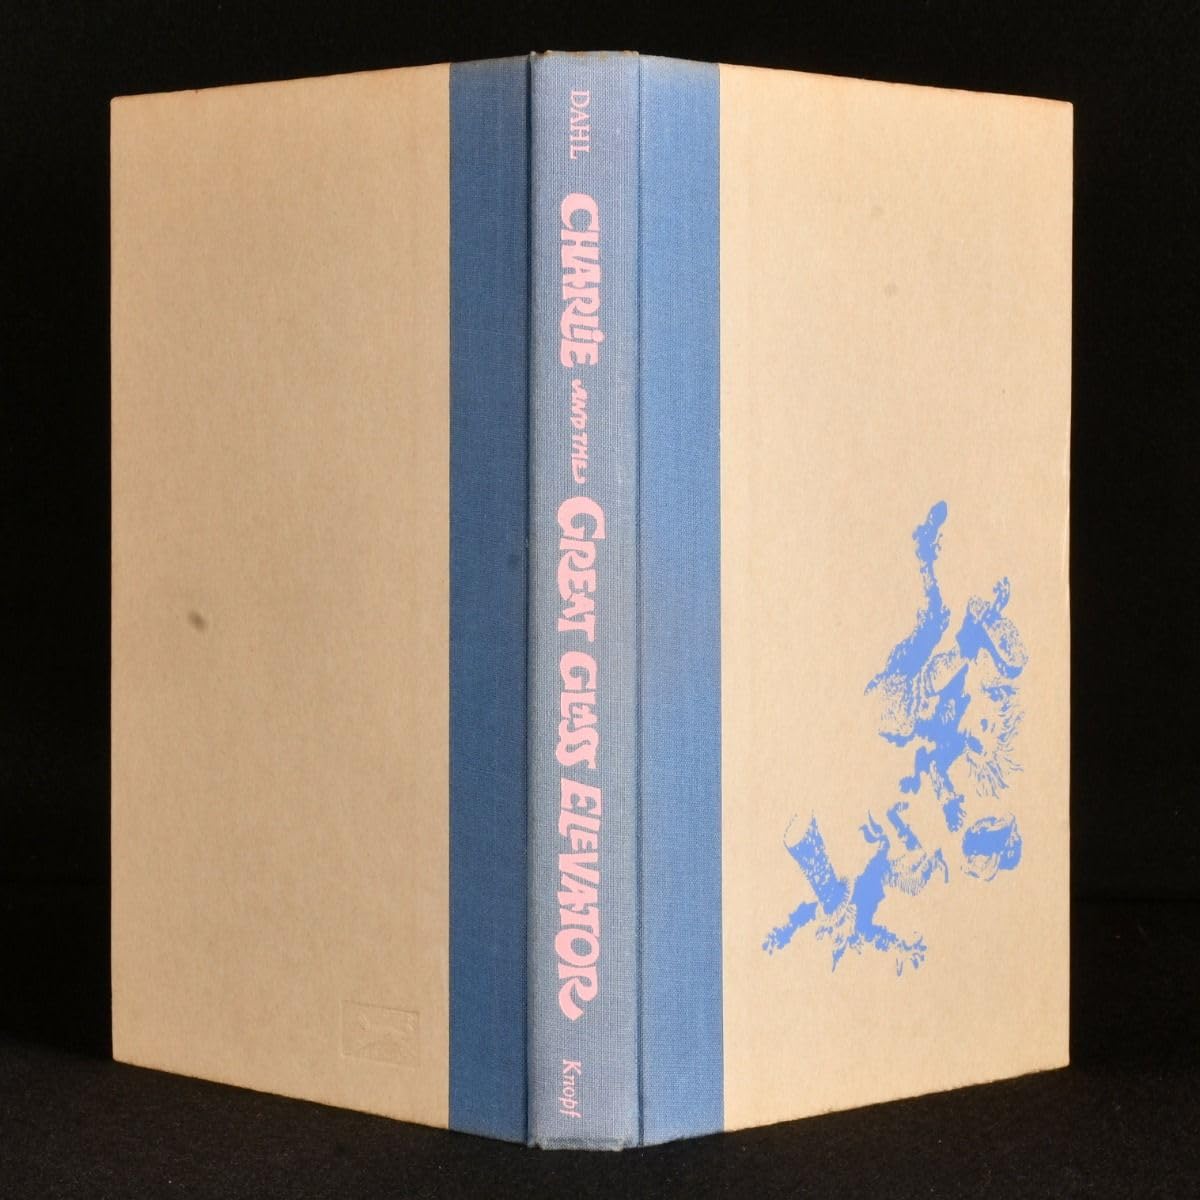 DAHL
CHARLIE AND THE GREAT GLASS ELEVATOR
Knopf